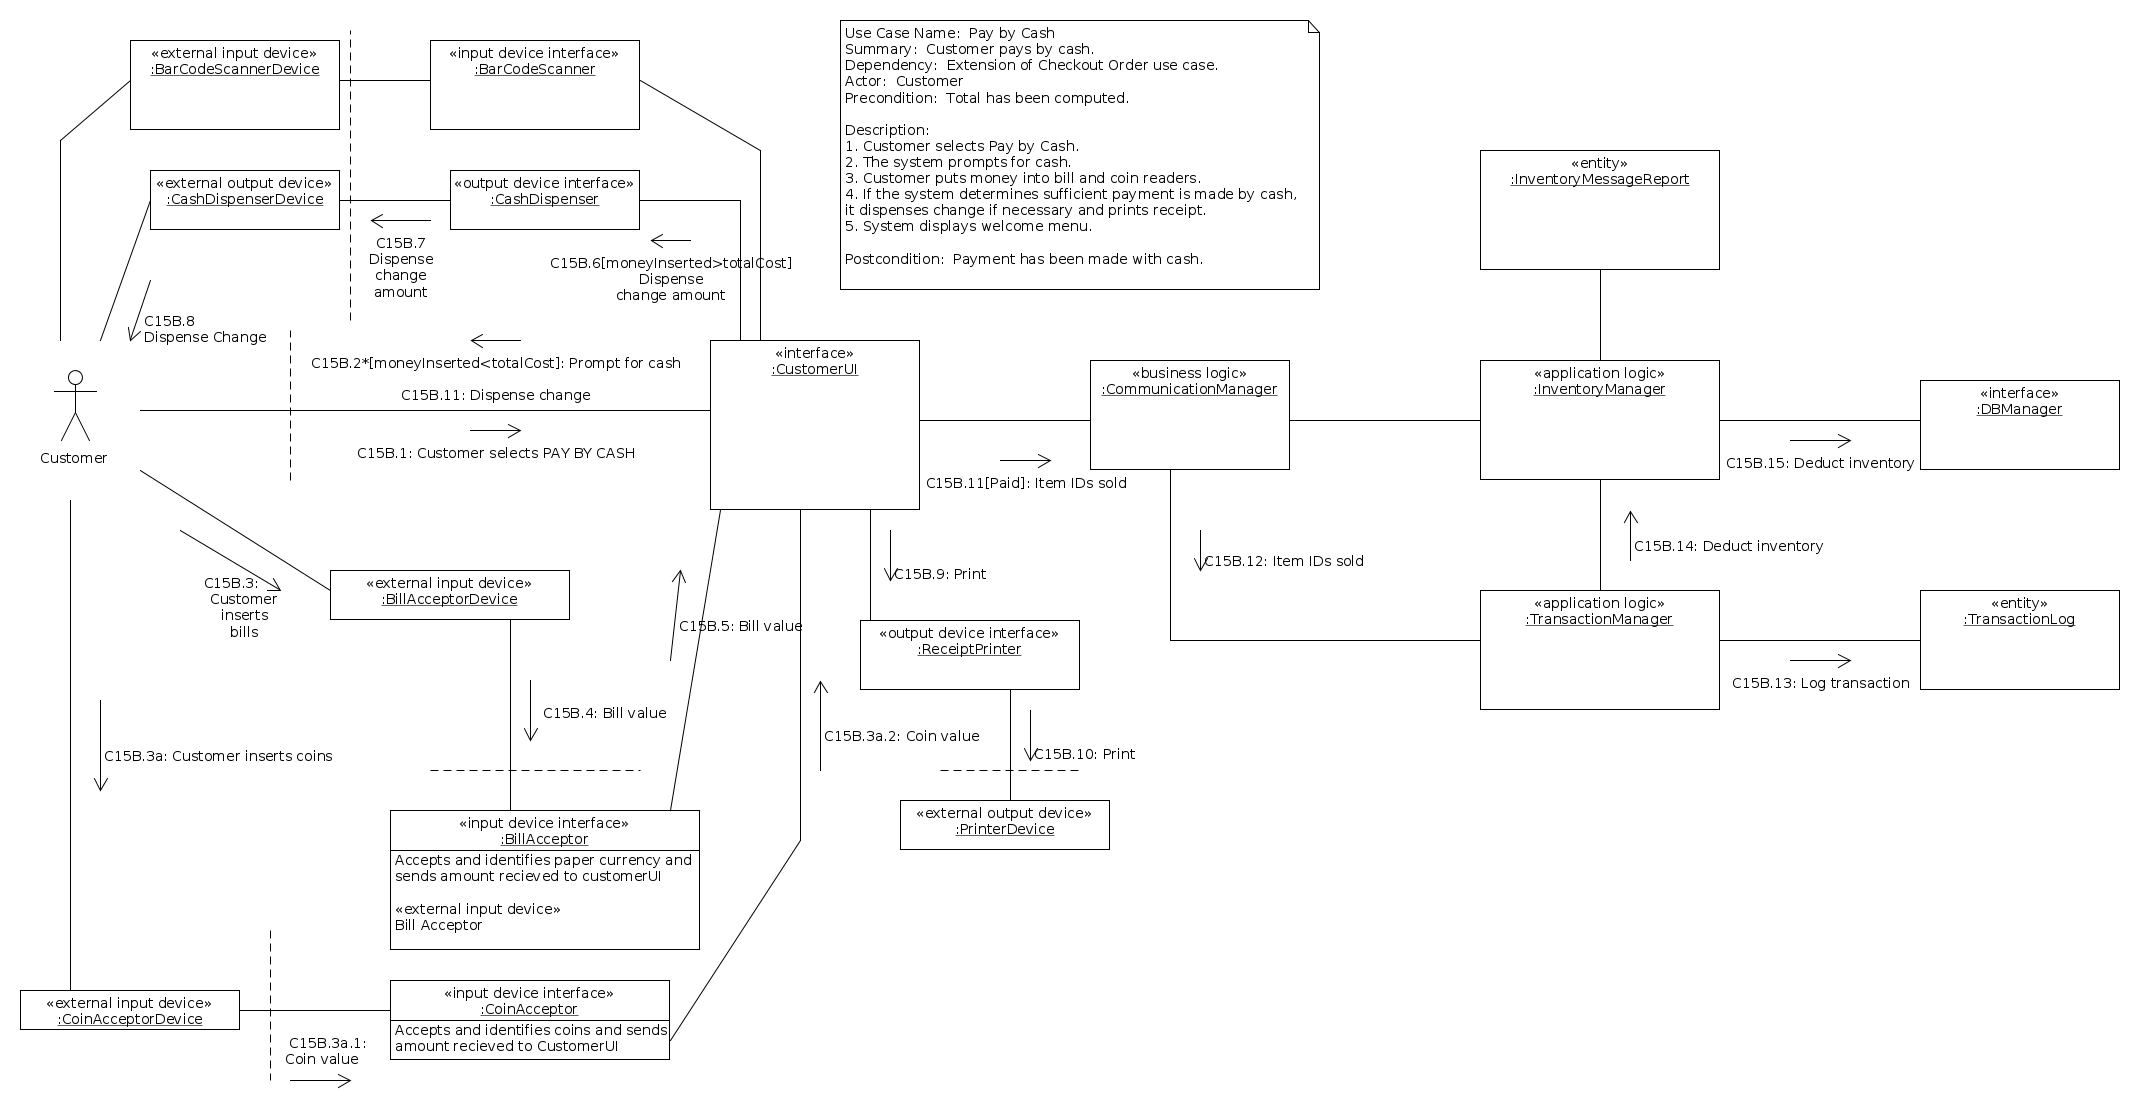 «external input device»
:BarCodeScannerDevice
«input device interface»
:BarCodeScanner
Use Case Name:  Pay by Cash
Summary:  Customer pays by cash.
Dependency:  Extension of Checkout Order use case.
Actor:  Customer
Precondition:  Total has been computed.
Description:
1. Customer selects Pay by Cash.
2. The system prompts for cash.
3. Customer puts money into bill and coin readers.
4. If the system determines sufficient payment is made by cash,
it dispenses change if necessary and prints receipt.
5. System displays welcome menu.
Postcondition:  Payment has been made with cash.
«external output device»
:CashDispenserDevice
«output device interface»
:CashDispenser
«entity»
:InventoryMessageReport
C15B.7
Dispense
change
amount
C15B.6[moneyInserted>totalCost]
Dispense
change amount
C15B.8
Dispense Change
C15B.2*[moneyInserted<totalCost]: Prompt for cash
C15B.11: Dispense change
C15B.1: Customer selects PAY BY CASH
Customer
«interface»
:CustomerUI
«business logic»
:CommunicationManager
«application logic»
:InventoryManager
«interface»
:DBManager
C15B.11[Paid]: Item IDs sold
C15B.15: Deduct inventory
C15B.12: Item IDs sold
C15B.14: Deduct inventory
C15B.3:
Customer
inserts
bills
«external input device»
:BillAcceptorDevice
C15B.5: Bill value
C15B.9: Print
«output device interface»
:ReceiptPrinter
«application logic»
:TransactionManager
«entity»
:TransactionLog
C15B.13: Log transaction
C15B.4: Bill value
C15B.3a: Customer inserts coins
C15B.3a.2: Coin value
C15B.10: Print
«external output device»
:PrinterDevice
«input device interface»
:BillAcceptor
Accepts and identifies paper currency and
sends amount recieved to customerUI
«external input device»
Bill Acceptor
«external input device»
:CoinAcceptorDevice
«input device interface»
:CoinAcceptor
Accepts and identifies coins and sends
amount recieved to CustomerUI
C15B.3a.1:
Coin value